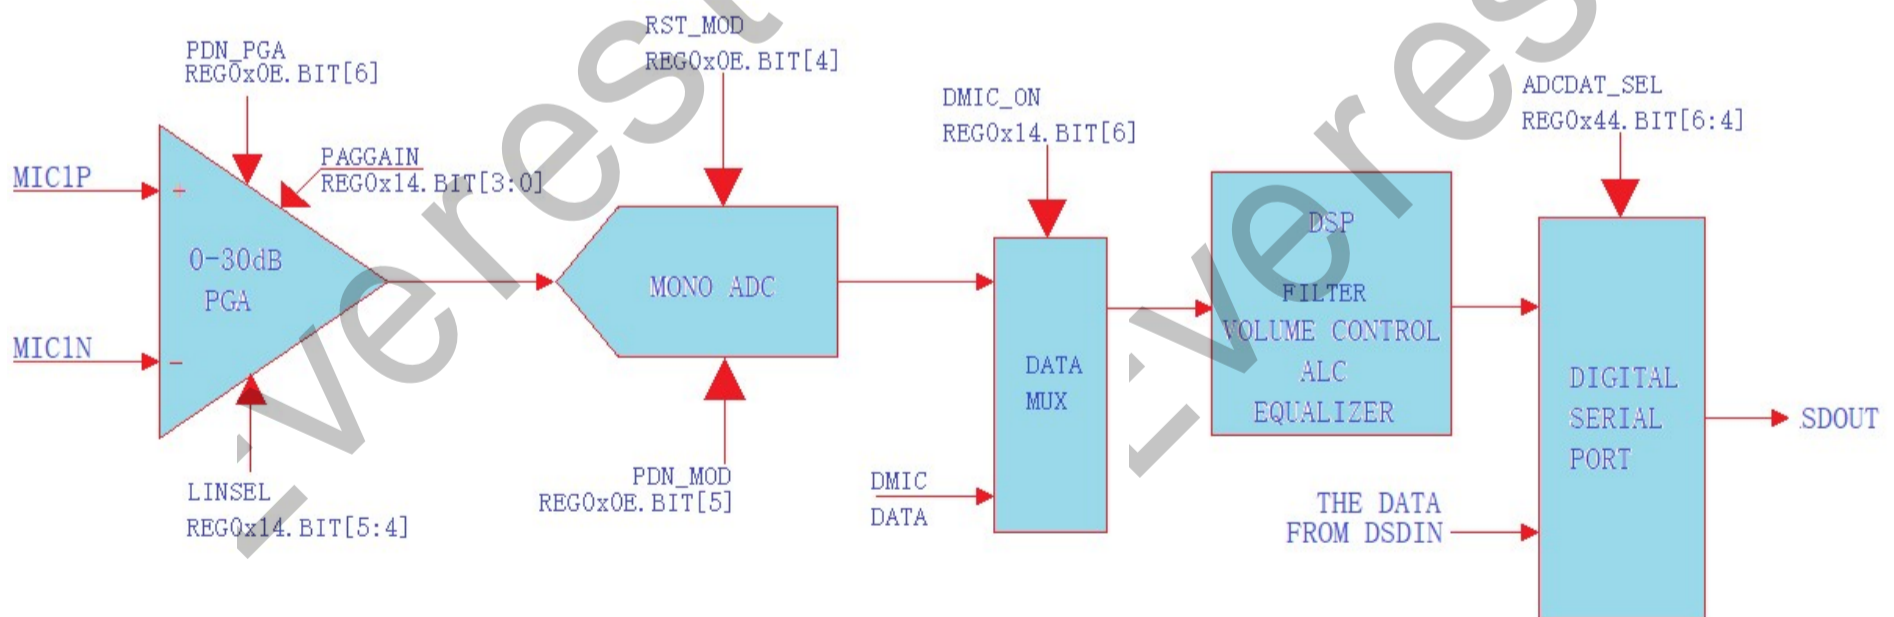 PDN_PGA
REG0x0E.BIT[6]
RST_MOD
REG0x0E.BIT[4]
DMIC_ON
REG0x14.BIT[6]
ADCDAT_SEL
REG0x44.BIT[6:4]
PAGGAIN
REG0x14.BIT[3:0]
MIC1P
+
0-30dB
PGA
MIC1N
-
LINSEL
REG0x14.BIT[5:4]
MONO ADC
PDN_MOD
REG0x0E.BIT[5]
DATA
MUX
DMIC
DATA
DSP
FILTER
VOLUME CONTROL
ALC
EQUALIZER
DIGITAL
SERIAL
PORT
THE DATA
FROM DSDIN
SDOUT
Everest
Everes